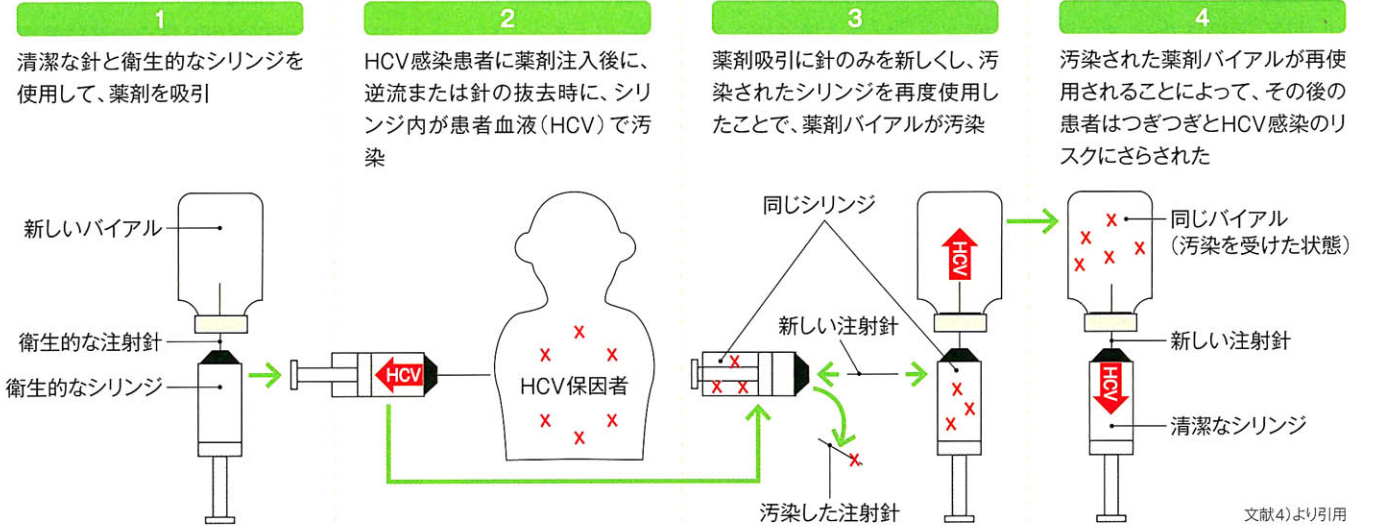 1
清潔な針と衛生的なシリンジを
使用して、薬剤を吸引
新しいバイアル
衛生的な注射針
衛生的なシリンジ
2
HCV感染患者に薬剤注入後に、
逆流または針の抜去時に、シリ
ンジ内が患者血液（HCV）で汚
染
HCV
HCV保因者
3
薬剤吸引に針のみを新しくし、汚
染されたシリンジを再度使用し
たことで、薬剤バイアルが汚染
同じシリンジ
HCV
新しい注射針
汚染した注射針
4
汚染された薬剤バイアルが再使
用されることによって、その後の
患者はつぎつぎとHCV感染のリ
スクにさらされた
同じバイアル
（汚染を受けた状態）
新しい注射針
HCV
清潔なシリンジ
文献4）より引用